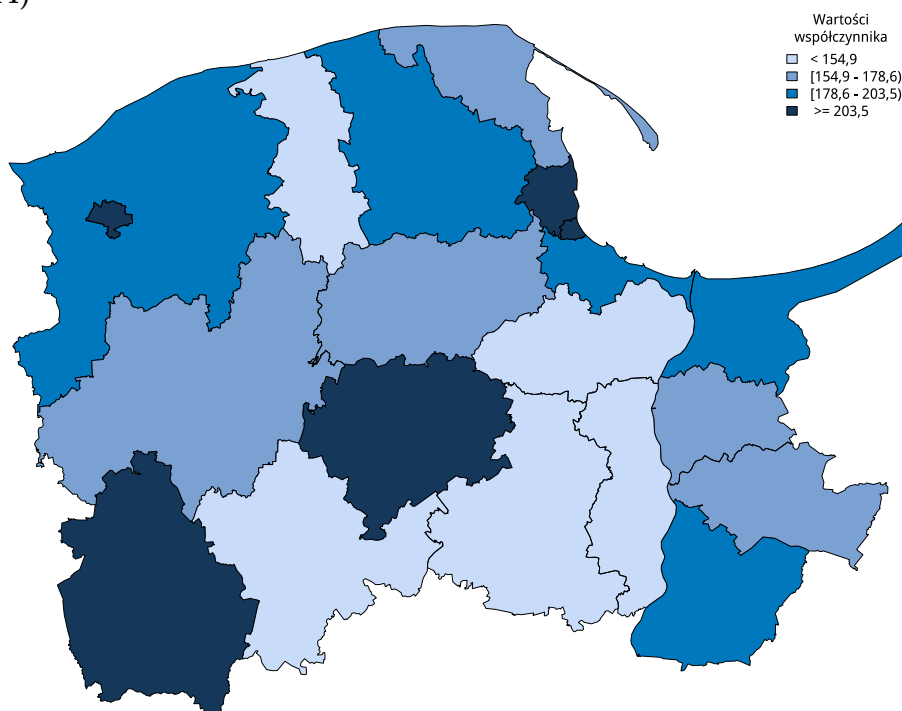 Wartości
współczynnika
< 154,9
[154,9 - 178,6)
[178,6 - 203,5)
>= 203,5